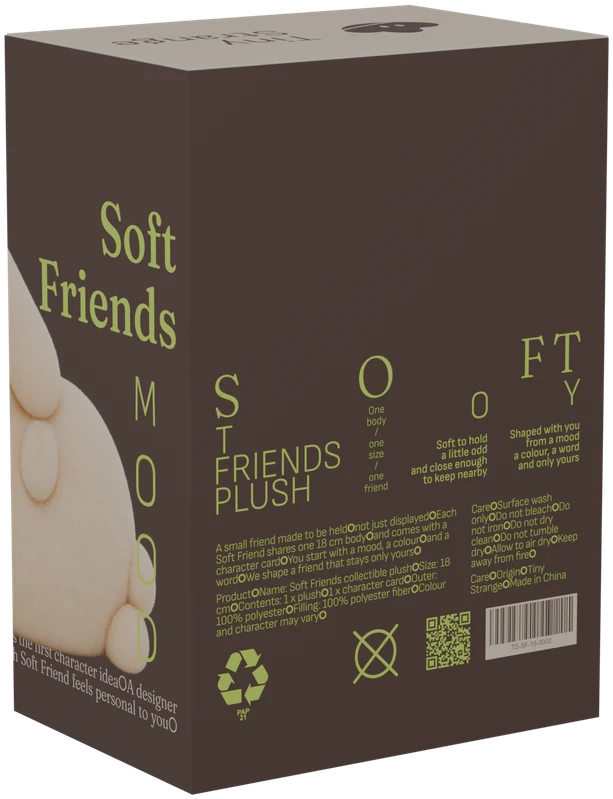 Tiny
Strange
Soft
Friends
M
O
O
D
s the first character ideaOA designer
h Soft Friend feels personal to youO
S O F T
T O Y
FRIENDS
PLUSH
One
body
/
one
size
/
one
friend
Soft to hold
a little odd
and close enough
to keep nearby
Shaped with you
from a mood
a colour, a word
and only yours
A small friend made to be heldOnot just displayedOEach
Soft Friend shares one 18 cm bodyOand comes with a
character cardOYou start with a mood, a colourOand a
wordOWe shape a friend that stays only yoursO
ProductOName: Soft Friends collectible plushOSize: 18
cmOContents: 1 x plushO1 x character cardOOuter:
100% polyesterOFilling: 100% polyester fiberOColour
and character may varyO
CareOSurface wash
onlyODo not bleachODo
not ironODo not dry
cleanODo not tumble
dryOAllow to air dryOKeep
away from fireO
CareOOriginOTiny
StrangeOMade in China
PAP
21
TS-SF-18-0000